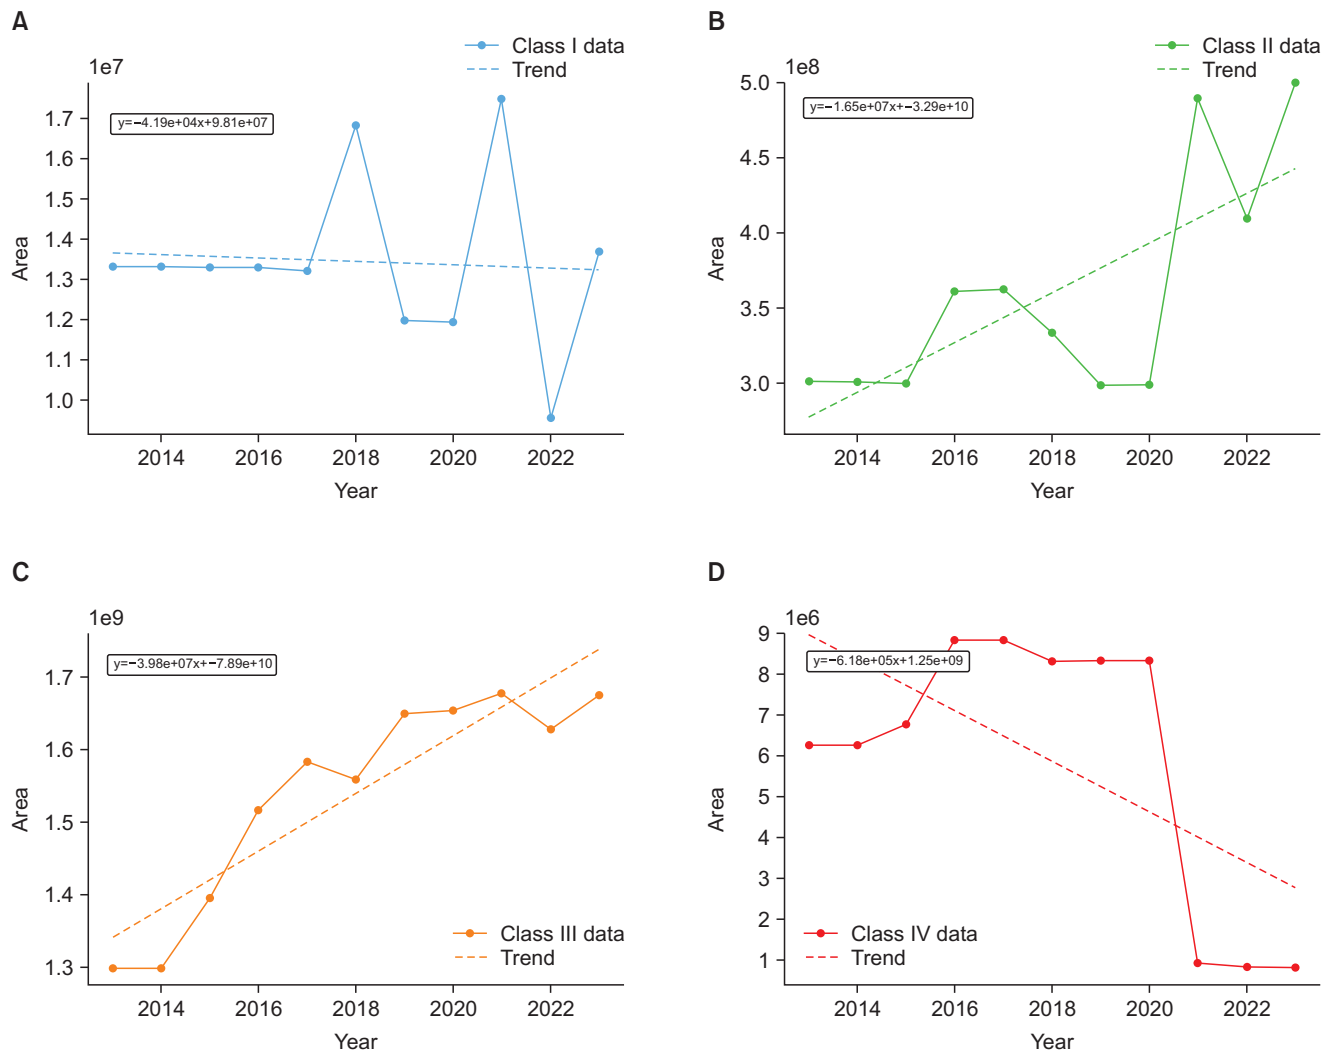 A
Class I data
Trend
1e7
y=−4.19e+04x+9.81e+07
1.7
1.6
1.5
1.4
1.3
1.2
1.1
1.0
Area
2014 2016 2018 2020 2022
Year
B
Class II data
Trend
1e8
y=−1.65e+07x+−3.29e+10
5.0
4.5
4.0
3.5
3.0
Area
2014 2016 2018 2020 2022
Year
C
1e9
y=−3.98e+07x+−7.89e+10
1.7
1.6
1.5
1.4
1.3
Area
Class III data
Trend
2014 2016 2018 2020 2022
Year
D
1e6
y=−6.18e+05x+1.25e+09
9
8
7
6
5
4
3
2
1
Area
Class IV data
Trend
2014 2016 2018 2020 2022
Year